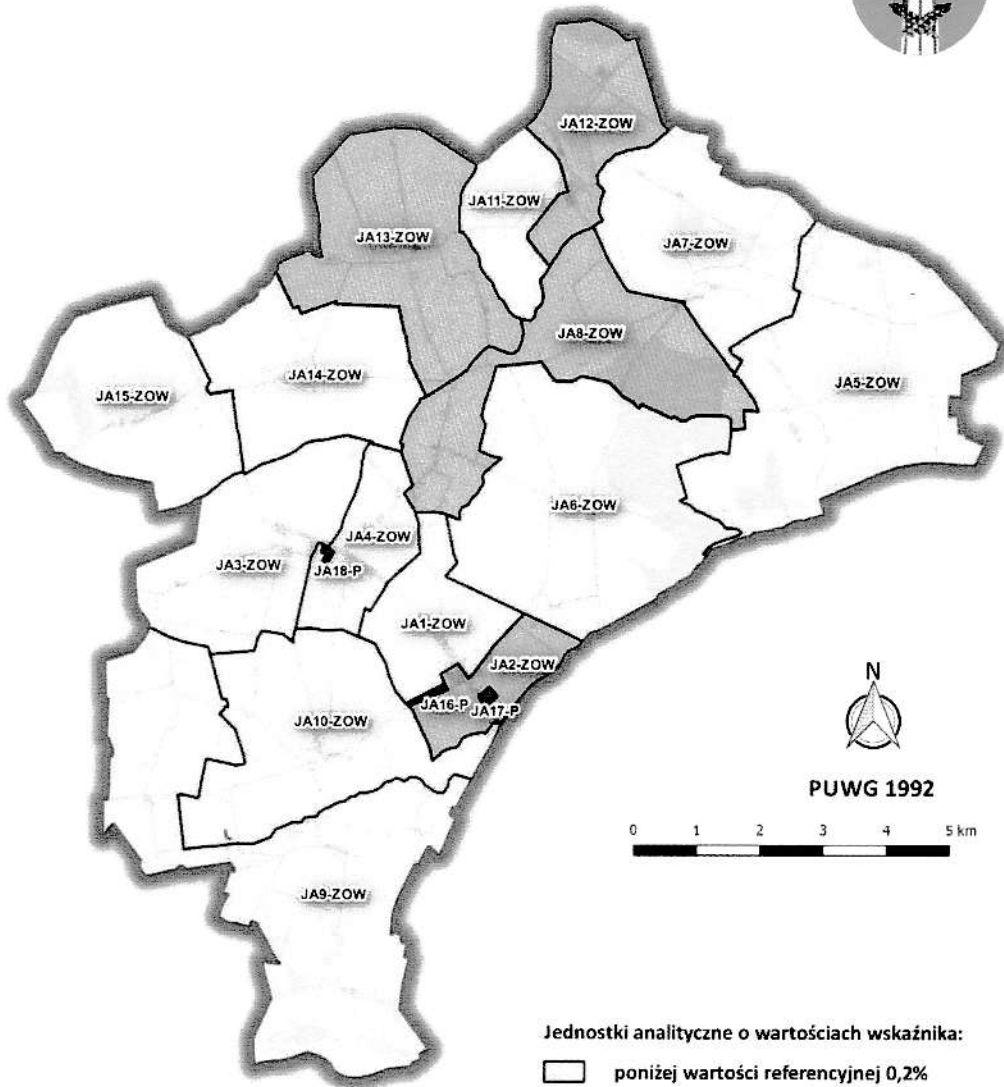 JA12-ZOW
JA11-ZOW
JA13-ZOW
JA7-ZOW
JA8-ZOW
JA14-ZOW
JA5-ZOW
JA15-ZOW
JA6-ZOW
JA4-ZOW
JA3-ZOW
JA18-P
JA1-ZOW
JA2-ZOW
JA16-P
JA17-P
JA10-ZOW
N
PUWG 1992
0 1 2 3 4 5 km
JA9-ZOW
Jednostki analityczne o wartościach wskaźnika:
poniżej wartości referencyjnej 0,2%